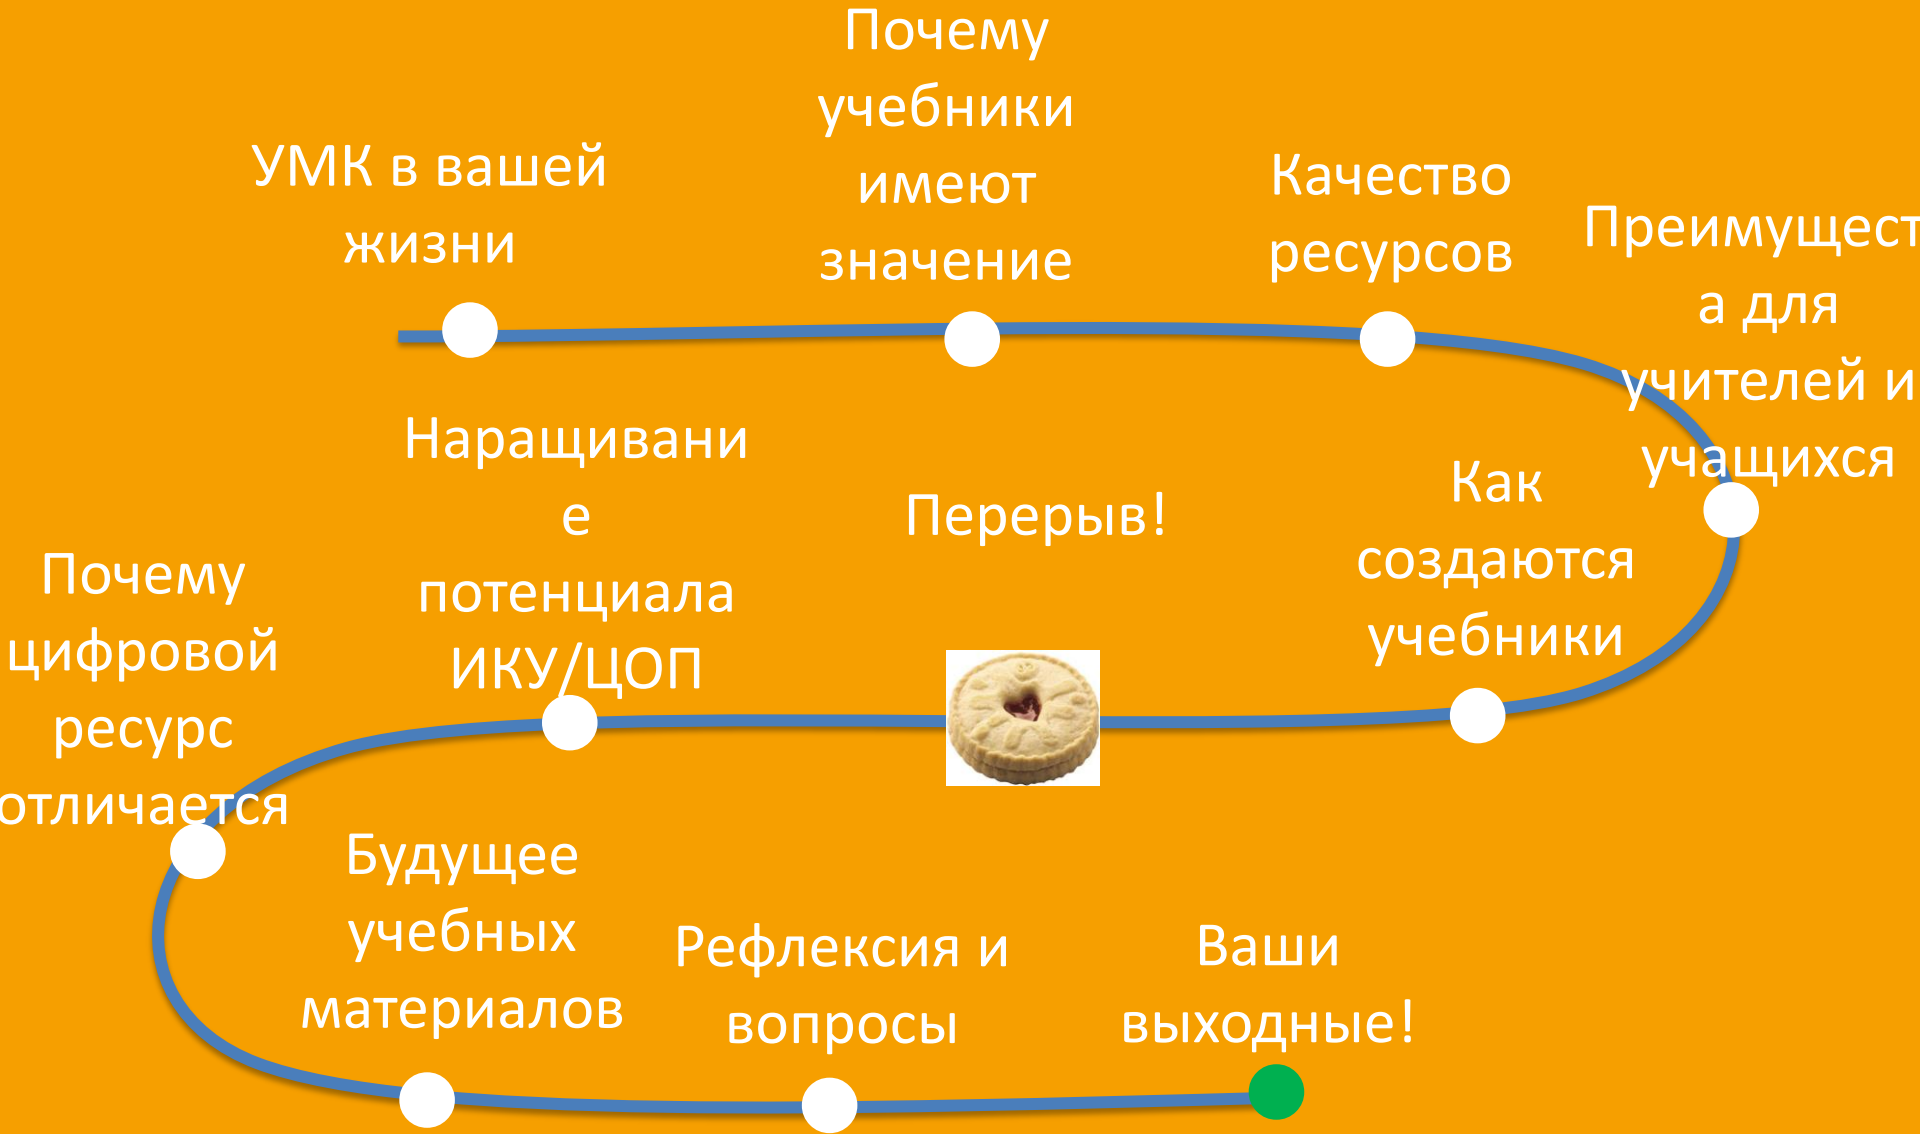 УМК в вашей
жизни
Почему
учебники
имеют
значение
Качество
ресурсов
Преимущест
а для
учителей и
учащихся
Как
создаются
учебники
Перерыв!
Наращивани
е
потенциала
ИКУ/ЦОП
Почему
цифровой
ресурс
отличается
Будущее
учебных
материалов
Рефлексия и
вопросы
Ваши
выходные!